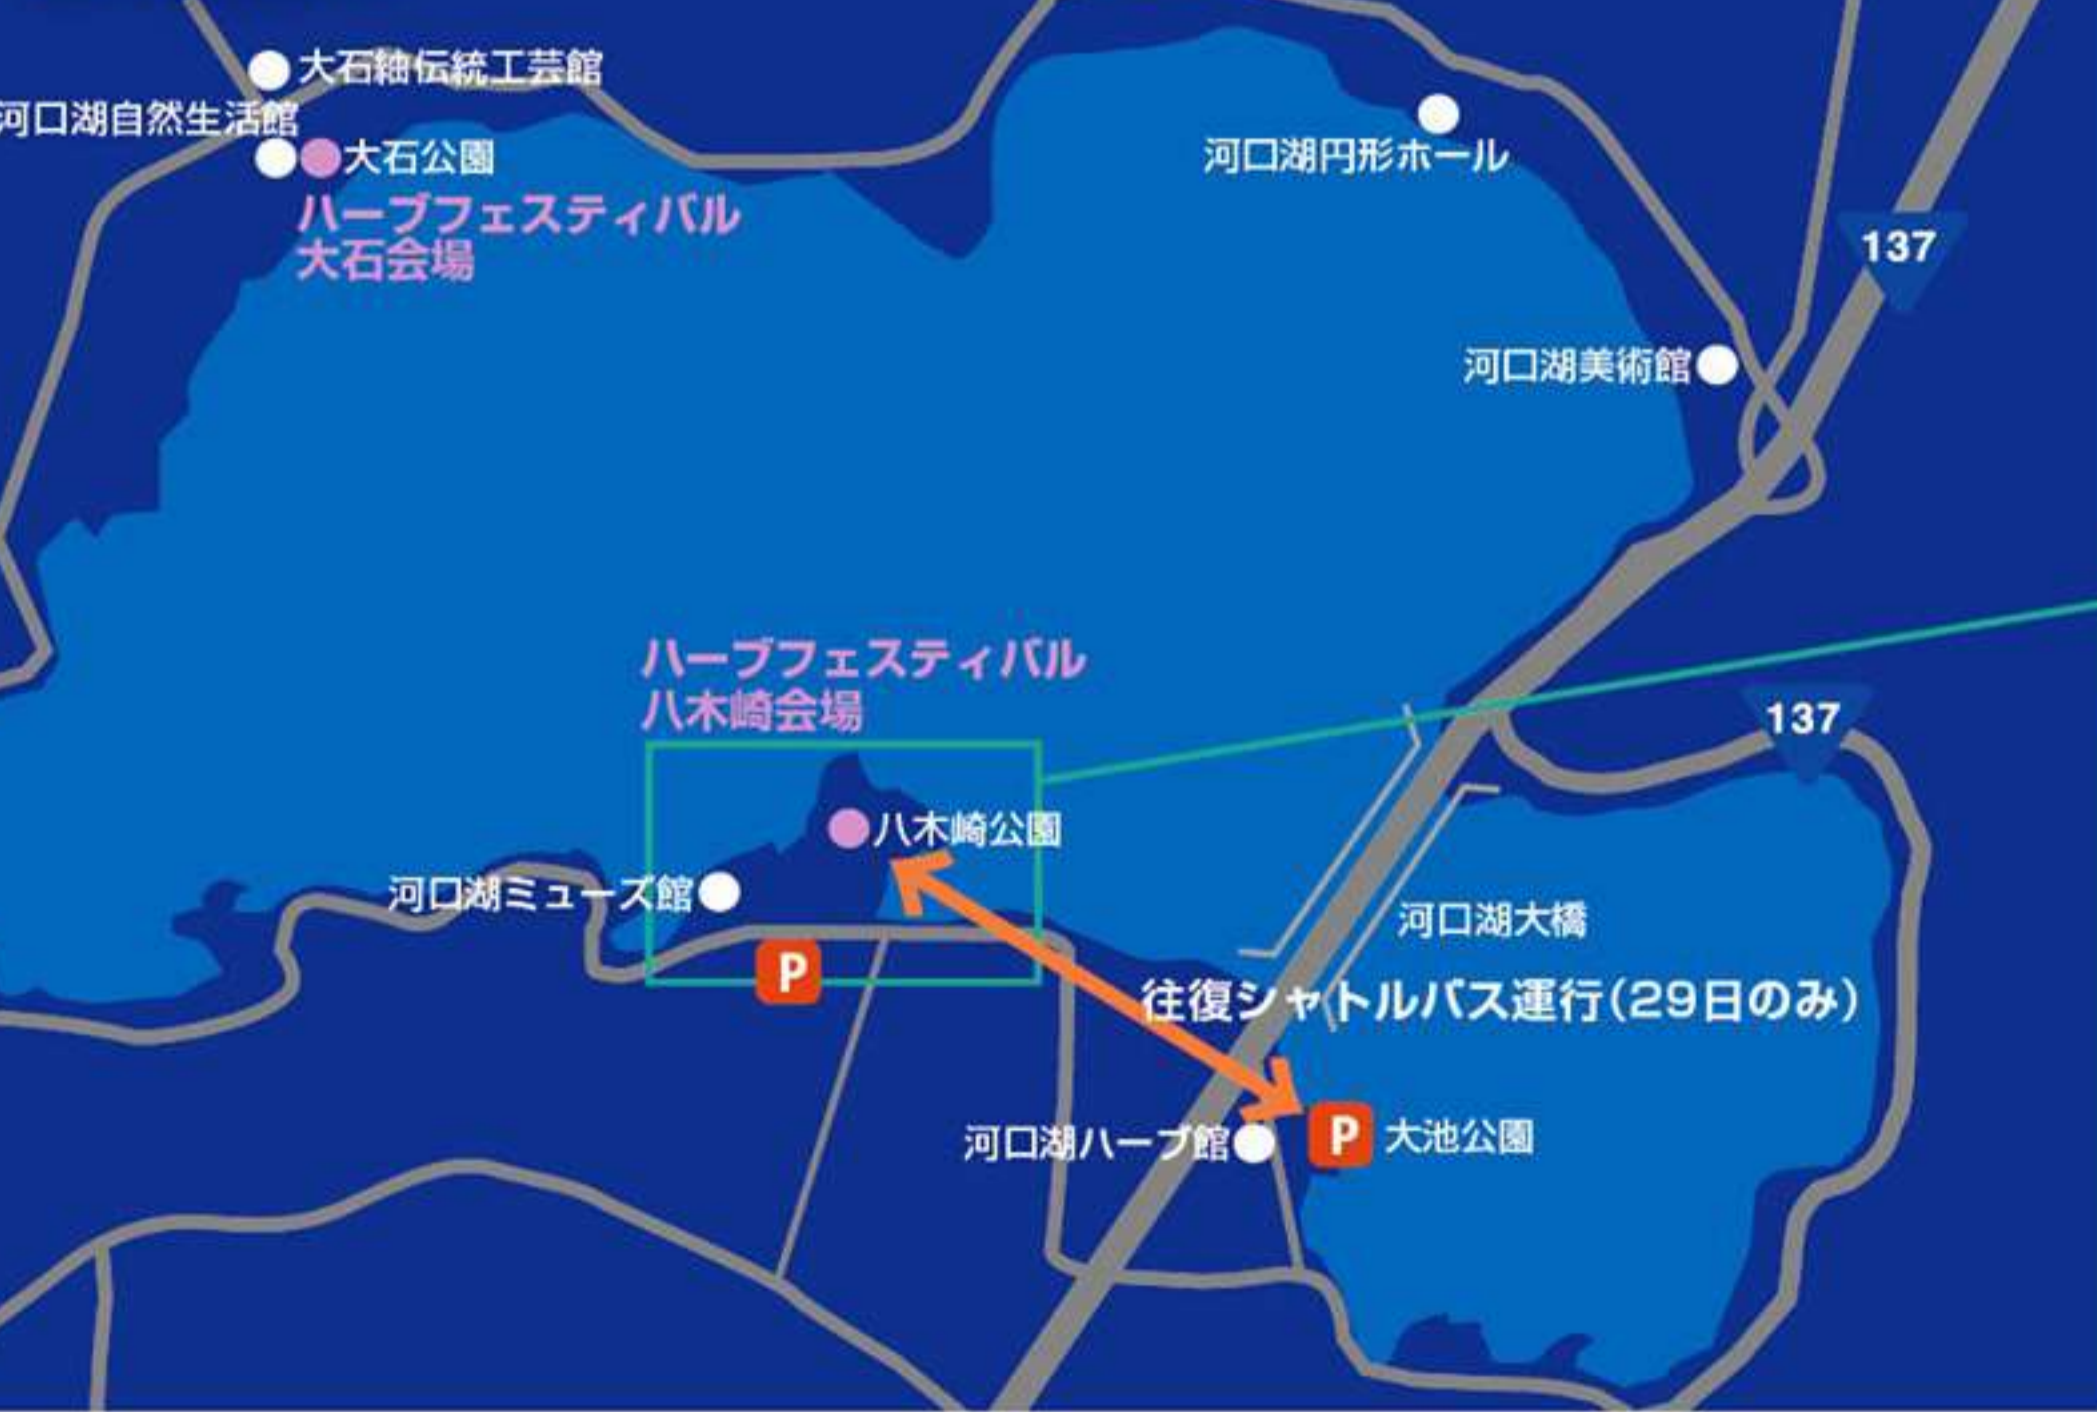 大石紬伝統工芸館
河口湖自然生活館
大石公園
ハーブフェスティバル
大石会場
河口湖円形ホール
137
河口湖美術館
ハーブフェスティバル
八木崎会場
137
八木崎公園
河口湖ミューズ館
河口湖大橋
P
往復シャトルバス運行(29日のみ)
河口湖ハーブ館
P 大池公園